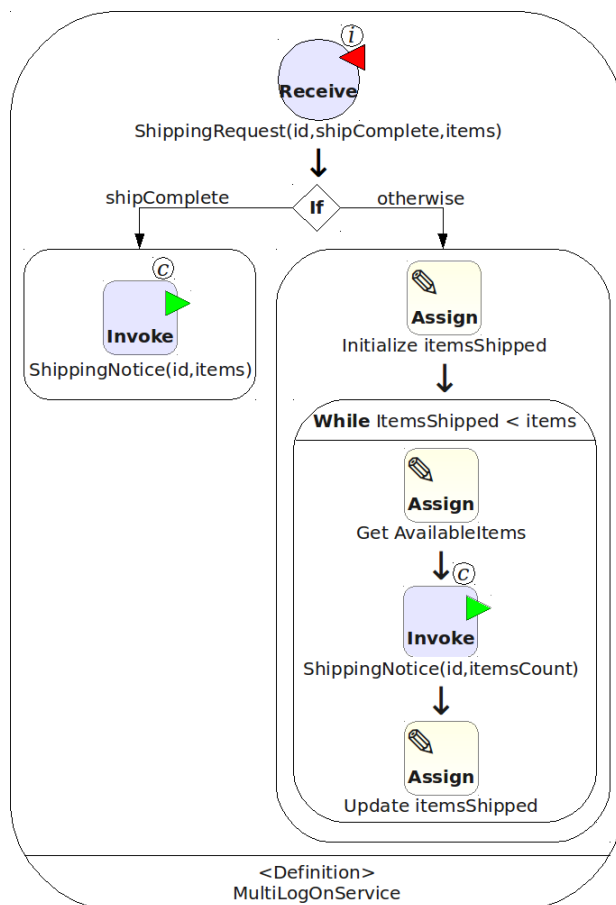 i
Receive
ShippingRequest(id,shipComplete,items)
shipComplete
If
otherwise
c
Invoke
ShippingNotice(id,items)
Assign
Initialize itemsShipped
While ItemsShipped < items
Assign
Get AvailableItems
c
Invoke
ShippingNotice(id,itemsCount)
Assign
Update itemsShipped
<Definition>
MultiLogOnService